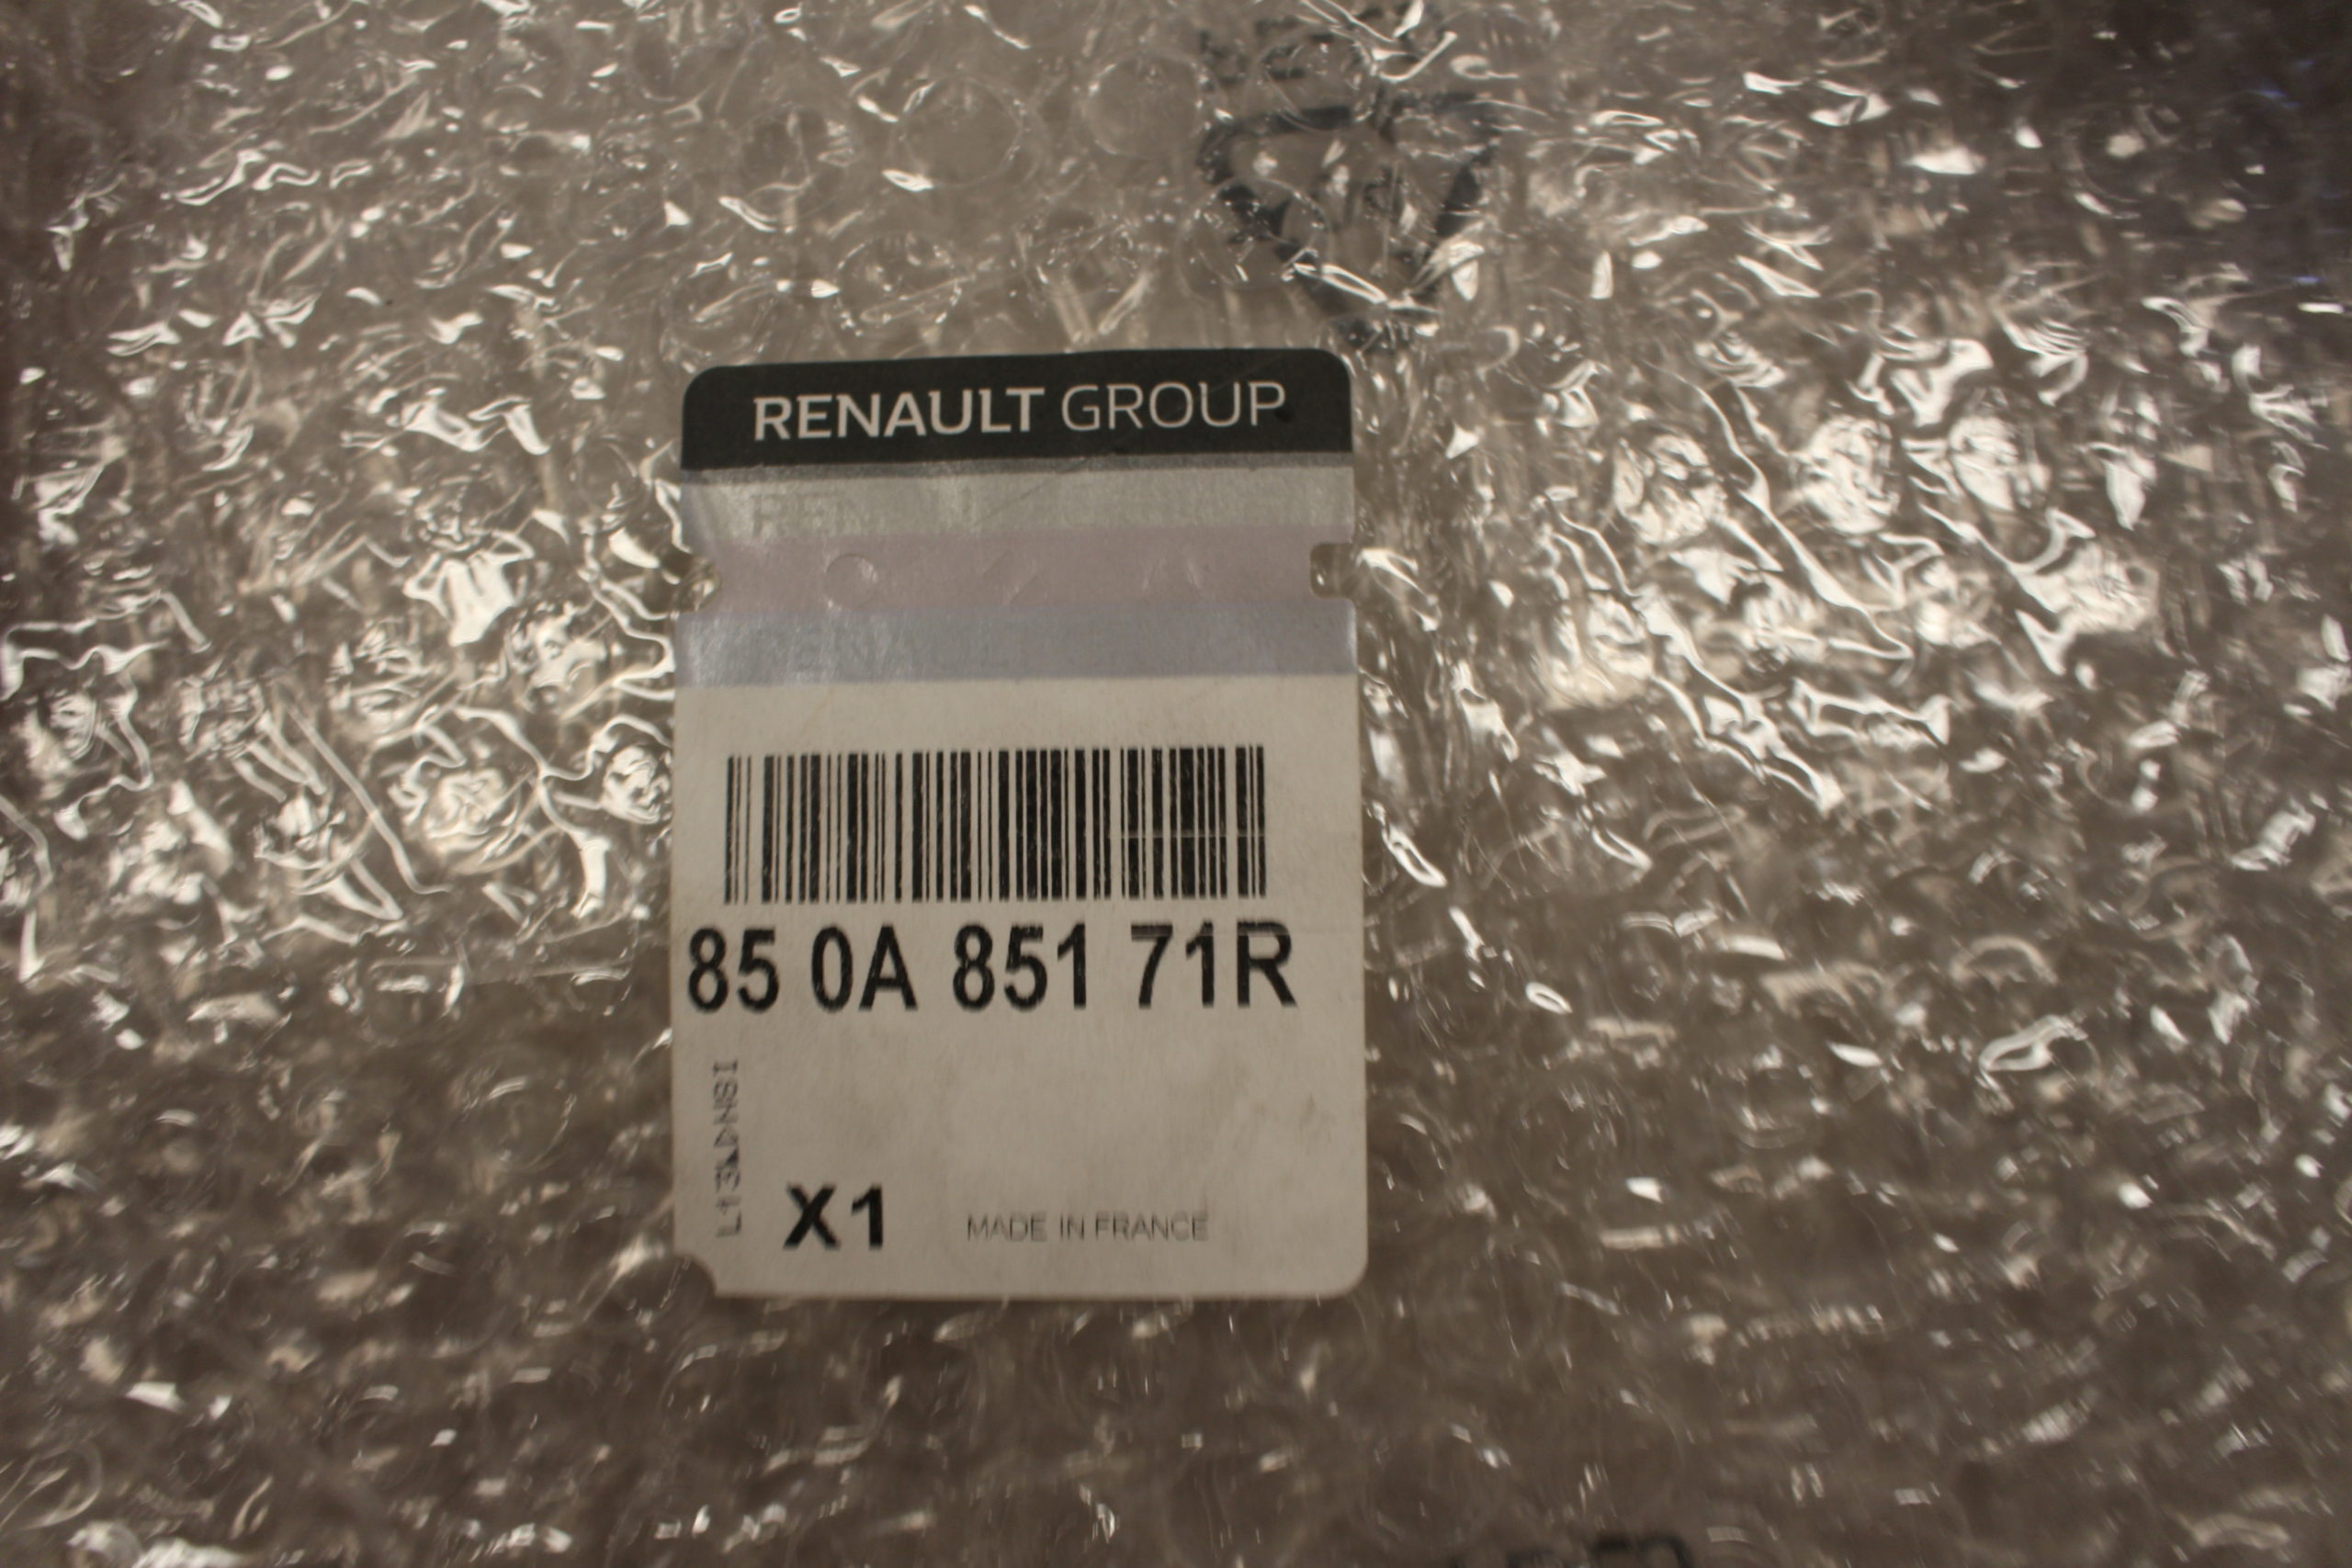 RENAULT GROUP
85 0A 851 71R
X1
MADE IN FRANCE